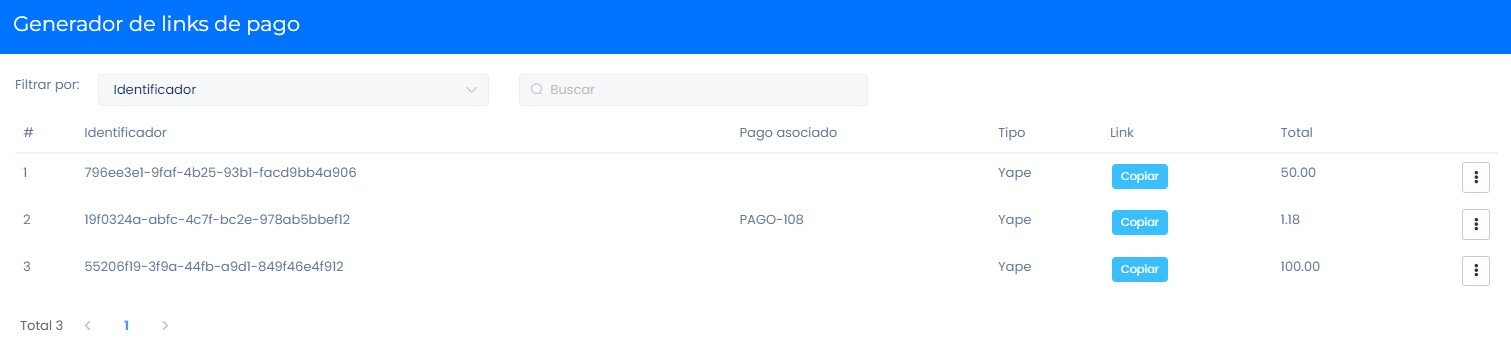 Generador de links de pago
Filtrar por: Identificador Buscar
# Identificador Pago asociado Tipo Link Total
1 796ee3e1-9faf-4b25-93b1-facd9bb4a906 Yape Copiar 50.00
2 19f0324a-abfc-4c7f-bc2e-978ab5bbef12 PAGO-108 Yape Copiar 1.18
3 55206f19-3f9a-44fb-a9d1-849f46e4f912 Yape Copiar 100.00
Total 3 1